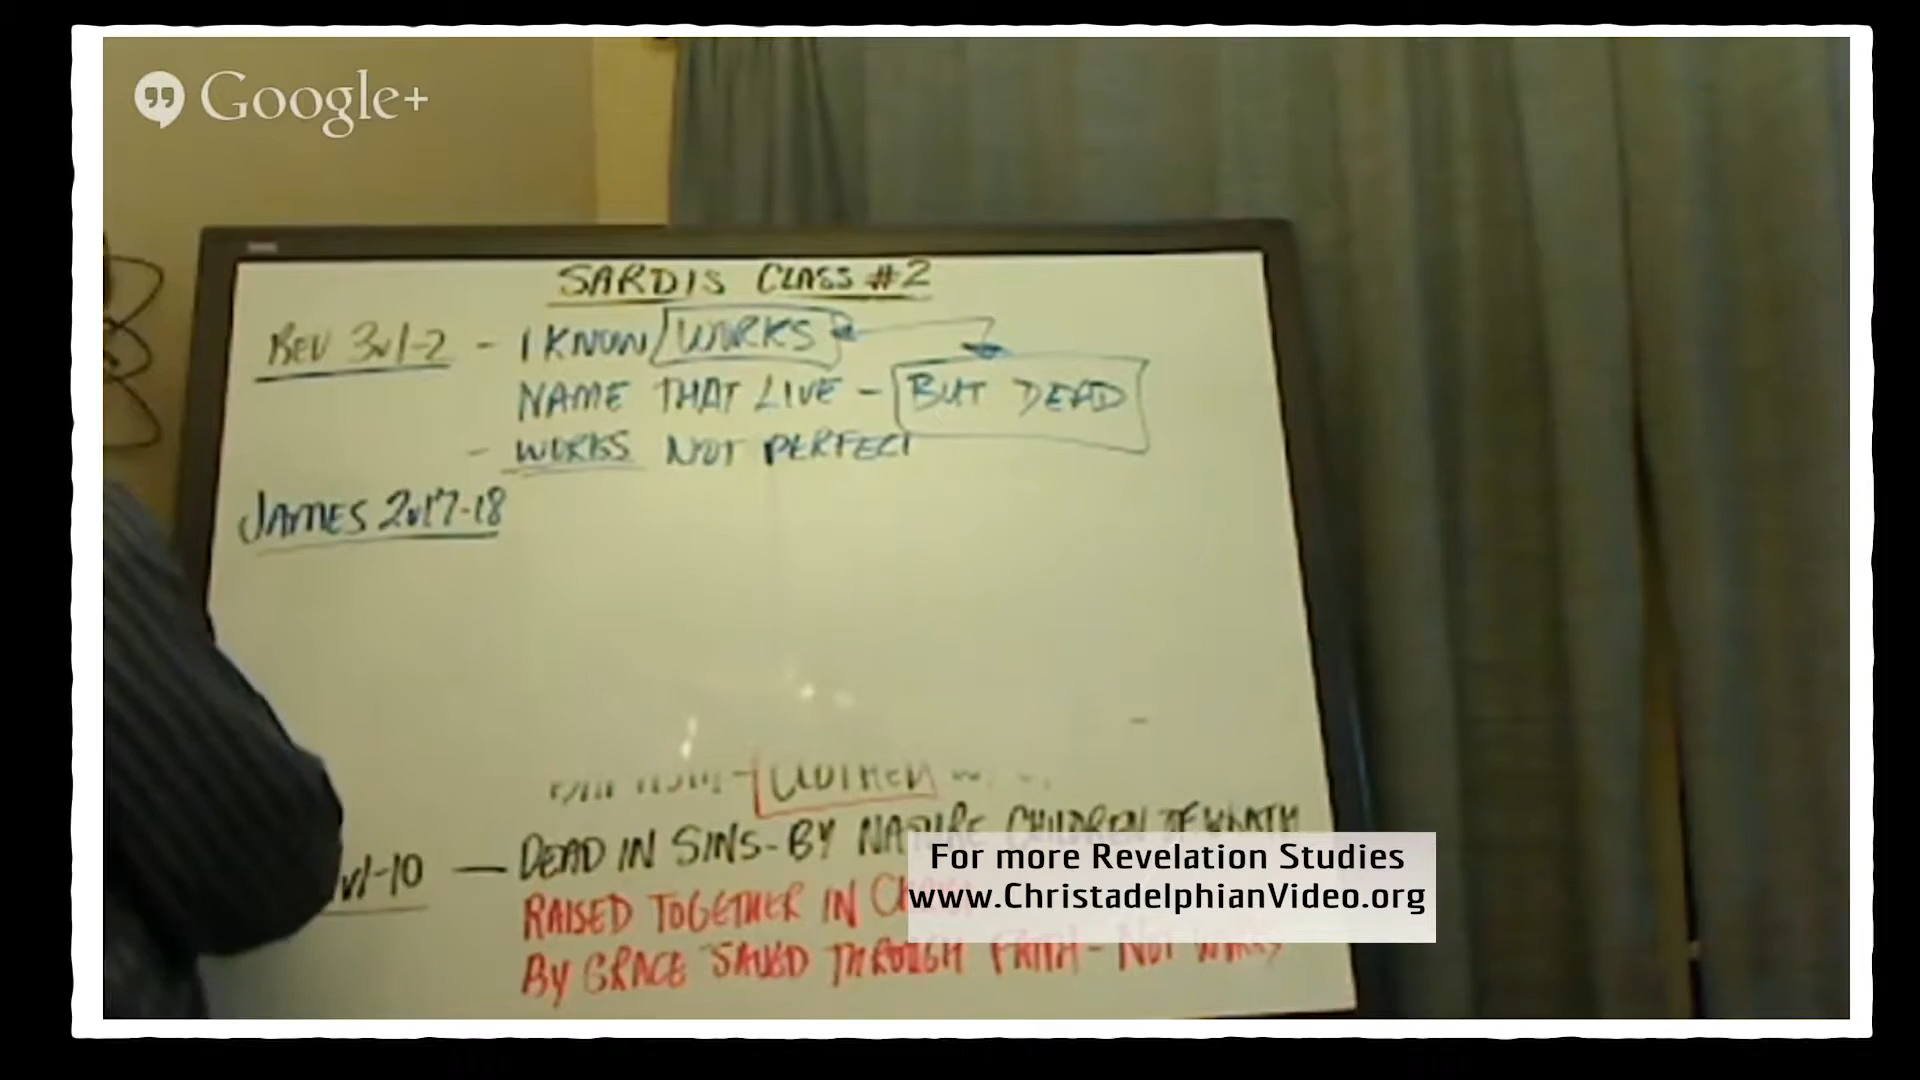 Google+
SARDIS CLASS #2
REV 3v1-2 - I KNOW WORKS
NAME THAT LIVE - BUT DEAD
- WORKS NOT PERFECT
JAMES 2v17-18
CLOTHED
v1-10 — DEAD IN SINS - BY NATURE CHILDREN OF WRATH
RAISED TOGETHER IN CHRIST
BY GRACE SAVED THROUGH FAITH - NOT WORKS
For more Revelation Studies
www.ChristadelphianVideo.org